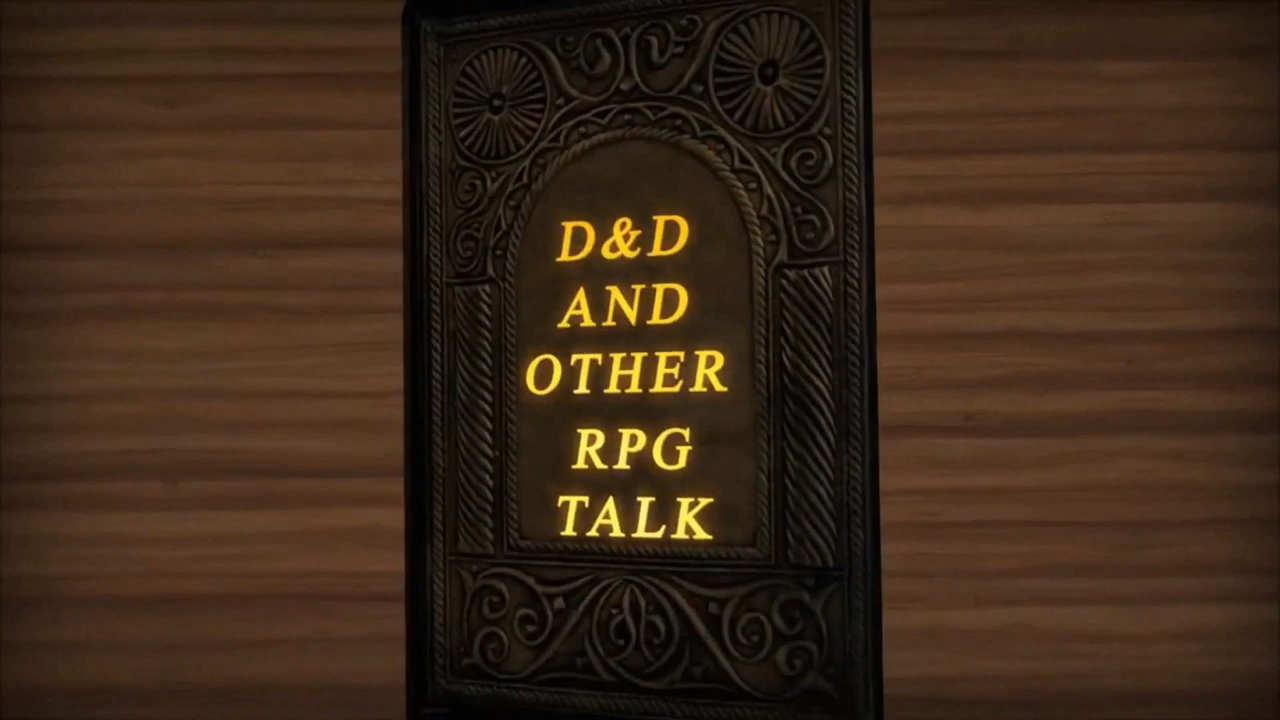 D&D
AND
OTHER
RPG
TALK